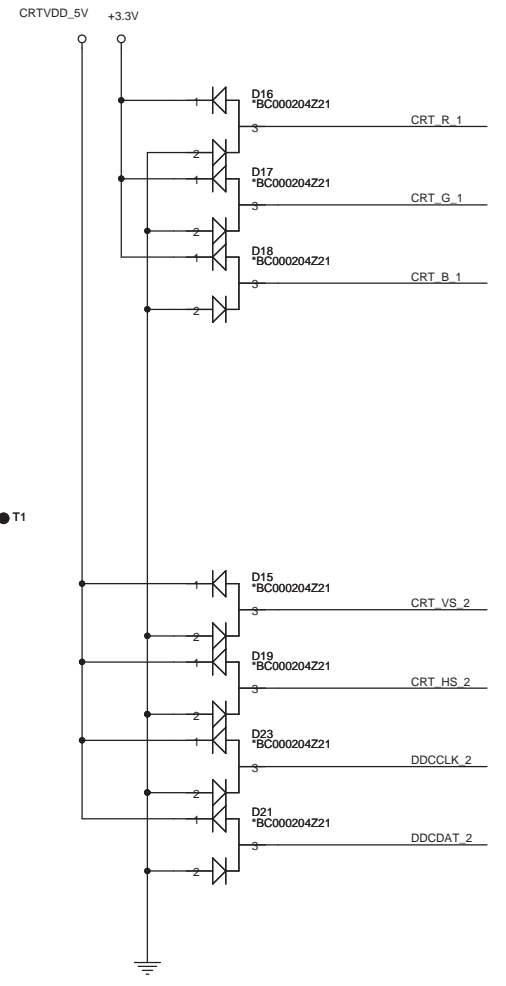 CRTVDD_5V
+3.3V
D16
*BC000204Z21
1
3
CRT_R_1
2
D17
*BC000204Z21
1
3
CRT_G_1
2
D18
*BC000204Z21
1
3
CRT_B_1
2
T1
D15
*BC000204Z21
1
3
CRT_VS_2
2
D19
*BC000204Z21
1
3
CRT_HS_2
2
D23
*BC000204Z21
1
3
DDCCLK_2
2
D21
*BC000204Z21
1
3
DDCDAT_2
2